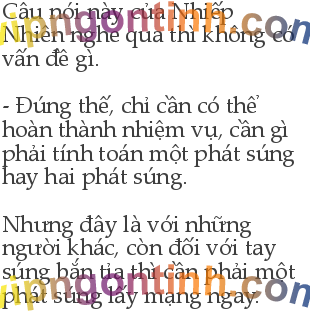 Câu nói này của Nhiếp
Nhiên nghe qua thì không có
vấn đề gì.
- Đúng thế, chỉ cần có thể
hoàn thành nhiệm vụ, cần gì
phải tính toán một phát súng
hay hai phát súng.
Nhưng đây là với những
người khác, còn đối với tay
súng bắn tỉa thì cần phải một
phát súng lấy mạng ngay.